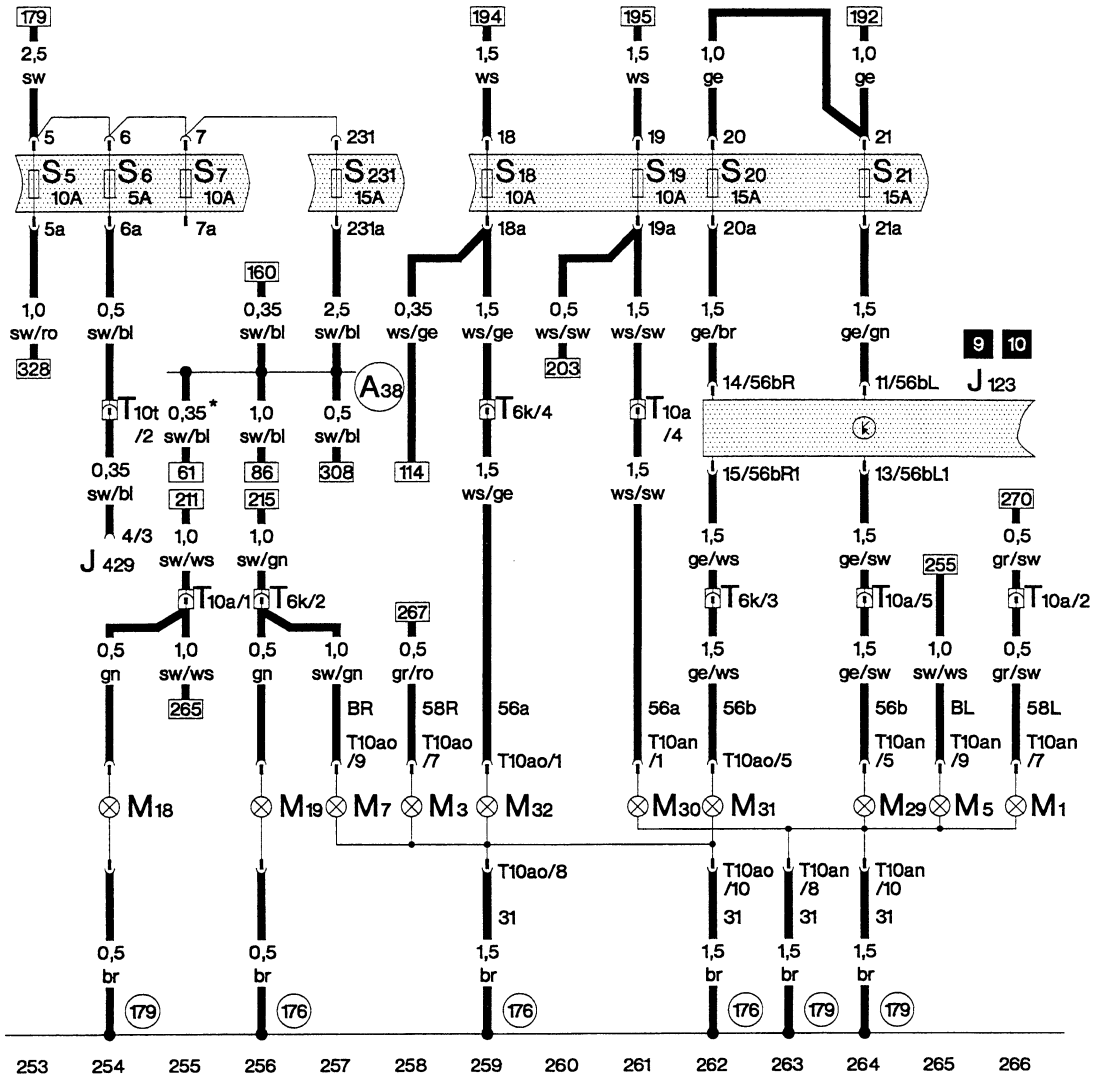 179 194 195 192
2,5 1,5 1,5 1,0 1,0
sw ws ws ge ge
5 6 7 231 18 19 20 21
S5 S6 S7 S231 S18 S19 S20 S21
10A 5A 10A 15A 10A 10A 15A 15A
5a 6a 7a 231a 18a 19a 20a 21a
160
1,0 0,5 0,35 2,5 0,35 1,5 0,5 1,5 1,5 1,5
sw/ro sw/bl sw/bl sw/bl ws/ge ws/ge ws/sw ws/sw ge/br ge/gn
9 10
328 203
J123
A38 14/56bR 11/56bL
T10t 0,35* 1,0 0,5 T6k/4 T10a
/2 sw/bl sw/bl sw/bl /4
k
0,35 61 86 308 114 1,5 1,5 15/56bR1 13/56bL1
sw/bl 211 215 ws/ge ws/sw 270
4/3 1,0 1,0 1,5 1,5 0,5
J429 sw/ws sw/gn ge/ws ge/sw 255 gr/sw
T10a/1 T6k/2 267 T6k/3 T10a/5 T10a/2
0,5 1,0 0,5 1,0 0,5 1,5 1,5 1,0 0,5
gn sw/ws gn sw/gn gr/ro ge/ws ge/sw sw/ws gr/sw
265 BR 58R 56a 56a 56b 56b BL 58L
T10ao T10ao T10an T10an T10an T10an
/9 /7 T10ao/1 /1 T10ao/5 /5 /9 /7
M18 M19 M7 M3 M32 M30 M31 M29 M5 M1
T10ao/8 T10ao T10an T10an
/10 /8 /10
31 31 31 31
0,5 0,5 1,5 1,5 1,5 1,5
br br br br br br
179 176 176 176 179 179
253 254 255 256 257 258 259 260 261 262 263 264 265 266